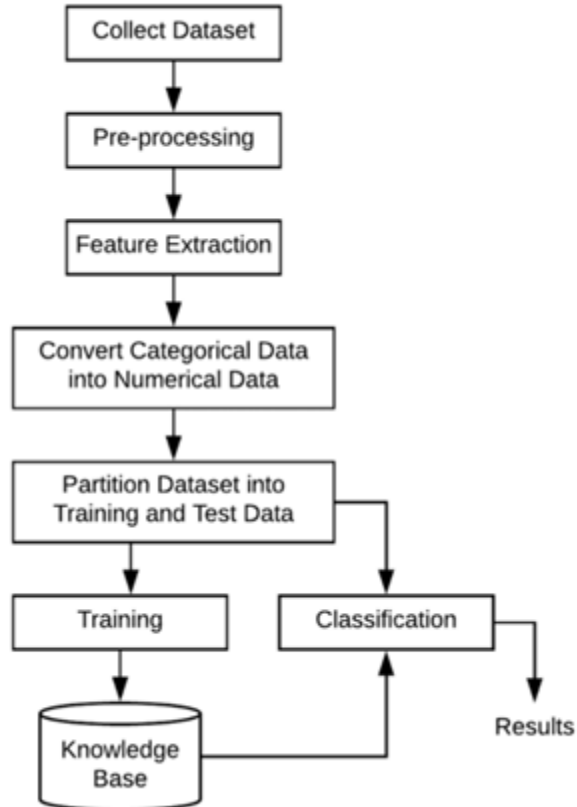 Collect Dataset
Pre-processing
Feature Extraction
Convert Categorical Data
into Numerical Data
Partition Dataset into
Training and Test Data
Training
Classification
Results
Knowledge
Base